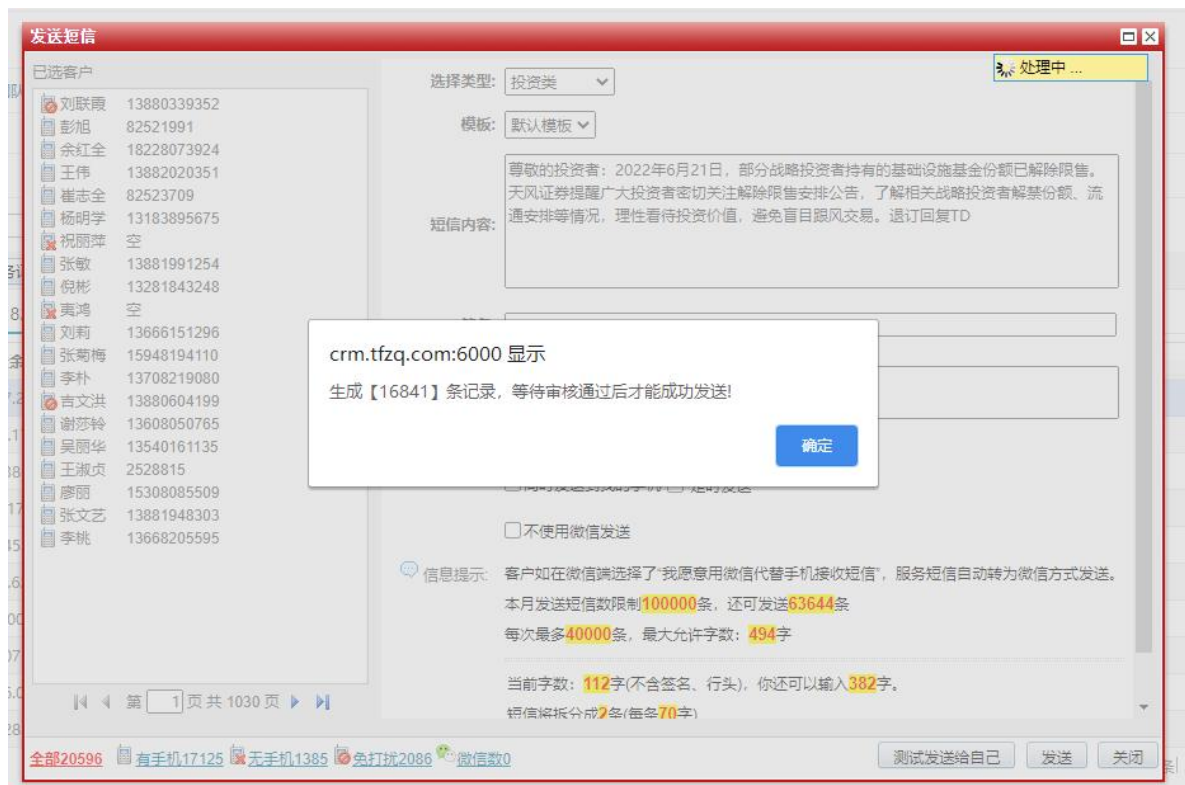 发送短信
处理中 ...
已选客户
刘联霞 13880339352
彭旭 82521991
余红全 18228073924
王伟 13882020351
崔志全 82523709
杨明学 13183895675
祝丽萍 空
张敏 13881991254
倪彬 13281843248
夷鸿 空
刘莉 13666151296
张菊梅 15948194110
李朴 13708219080
吉文洪 13880604199
谢莎铃 13608050765
吴丽华 13540161135
王淑贞 2528815
廖丽 15308085509
张文艺 13881948303
李桃 13668205595
第 1 页 共 1030 页
选择类型: 投资类
模板: 默认模板
短信内容:
尊敬的投资者：2022年6月21日，部分战略投资者持有的基础设施基金份额已解除限售。
天风证券提醒广大投资者密切关注解除限售安排公告，了解相关战略投资者解禁份额、流
通安排等情况，理性看待投资价值，避免盲目跟风交易。退订回复TD
crm.tfzq.com:6000 显示
生成【16841】条记录，等待审核通过后才能成功发送!
确定
不使用微信发送
信息提示: 客户如在微信端选择了“我愿意用微信代替手机接收短信”，服务短信自动转为微信方式发送。
本月发送短信数限制100000条，还可发送63644条
每次最多40000条，最大允许字数：494字
当前字数：112字(不含签名、行头)，你还可以输入382字。
短信将拆分成2条(每条70字)
全部20596 有手机17125 无手机1385 免打扰2086 微信数0
测试发送给自己 发送 关闭